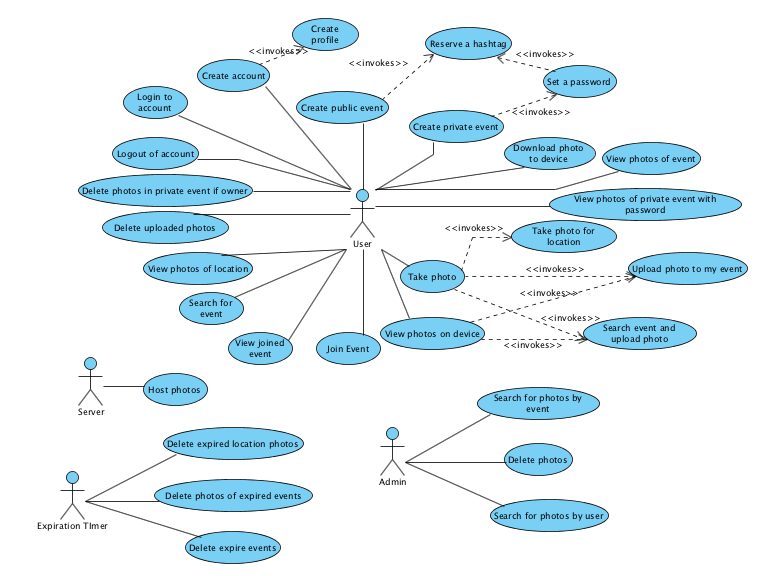 Create
profile
<<invokes>>
Reserve a hashtag
<<invokes>>
<<invokes>>
Create account
Set a password
Login to
account
Create public event
<<invokes>>
Create private event
Logout of account
Download photo
to device
View photos of event
Delete photos in private event if owner
View photos of private event with
password
Delete uploaded photos
User
<<invokes>>
Take photo for
location
View photos of location
Take photo
<<invokes>>
Upload photo to my event
<<invokes>>
Search for
event
<<invokes>>
View photos on device
Search event and
upload photo
<<invokes>>
View joined
event
Join Event
Server
Host photos
Search for photos by
event
Admin
Delete photos
Search for photos by user
Delete expired location photos
Expiration TImer
Delete photos of expired events
Delete expire events